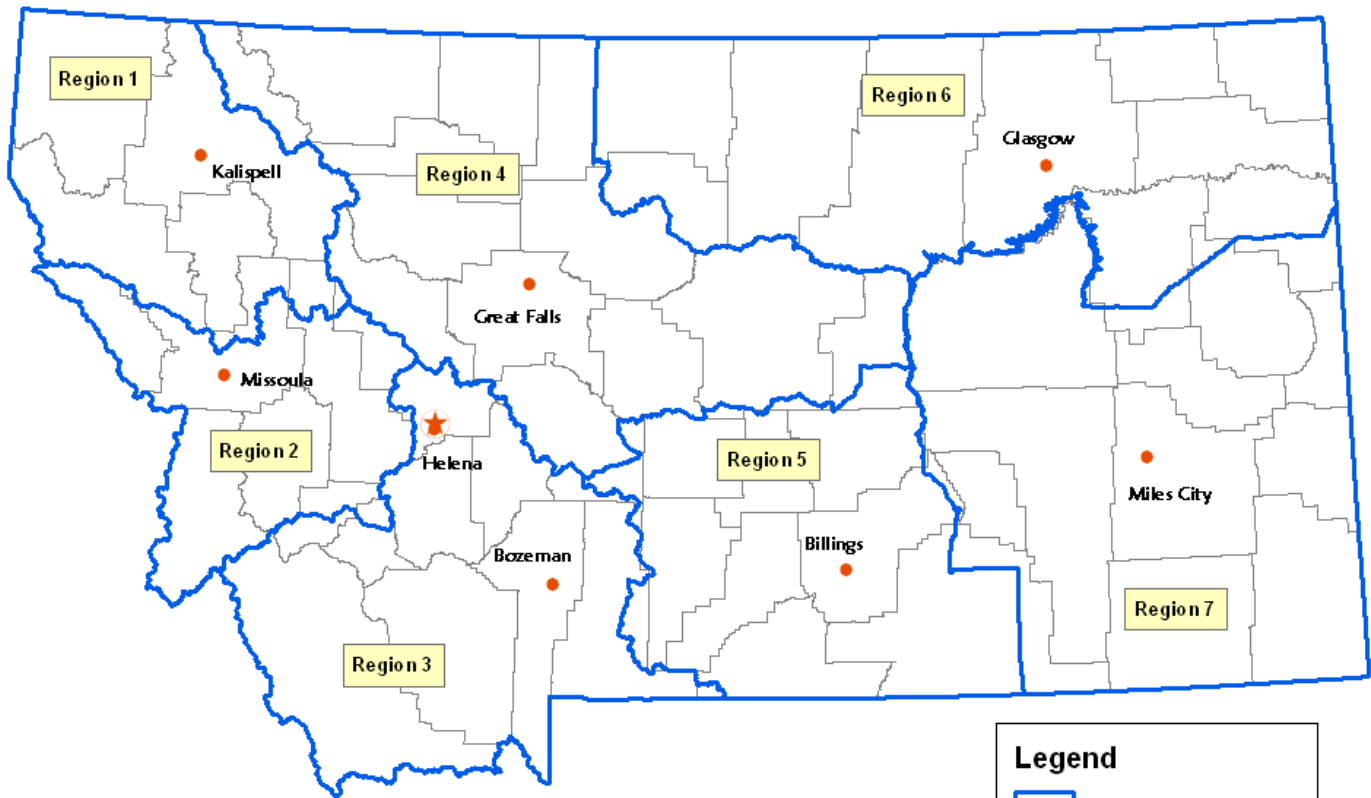 Region 1
Region 6
Glasgow
Kalispell
Region 4
Great Falls
Missoula
Region 2
Helena
Region 5
Miles City
Bozeman
Billings
Region 7
Region 3
Legend